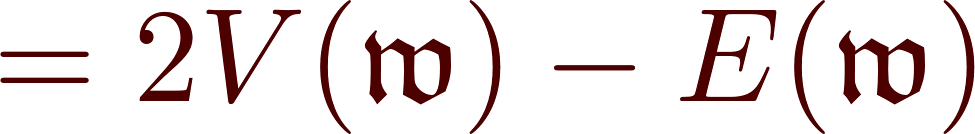 = 2V(𝔴) − E(𝔴)